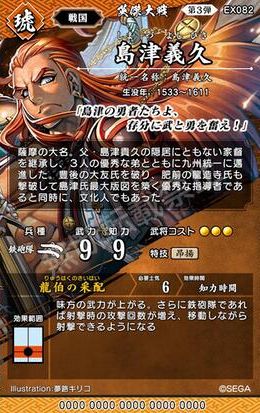 琥
戦国
英傑大戦
第3弾
EX082
島津義久
統一名称:島津義久
生没年:1533~1611
「島津の勇者たちよ、
存分に武と勇を奮え!」
薩摩の大名。父・島津貴久の隠居にともない家督
を継承し、3人の優秀な弟とともに九州統一に邁
進した。豊後の大友氏を破り、肥前の龍造寺氏も
撃破して島津氏最大版図を築く優秀な指導者であ
ると同時に、文化人でもあった。
兵種 武力 知力 武将コスト
鉄砲隊 9 9
特技 昂揚
りゅうはくのさいはい
龍伯の采配
必要士気 6
効果時間 知力時間
効果範囲
味方の武力が上がる。さらに鉄砲隊であ
れば射撃時の攻撃回数が増え、移動しながら
射撃できるようになる
Illustration:夢路キリコ
©SEGA
0000 0000 0000 0000 0000